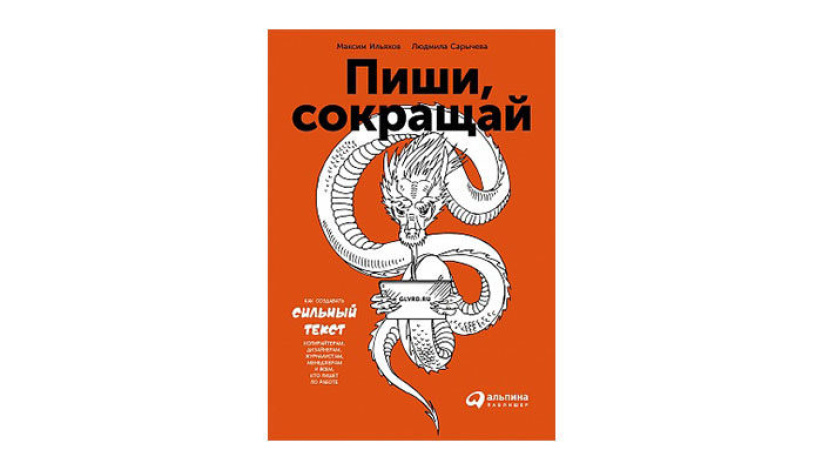 Максим Ильяхов Людмила Сарычева
Пиши,
сокращай
GLVRD.RU
КАК СОЗДАВАТЬ
СИЛЬНЫЙ
ТЕКСТ
КОПИРАЙТЕРАМ,
ДИЗАЙНЕРАМ,
ЖУРНАЛИСТАМ,
МЕНЕДЖЕРАМ
И ВСЕМ,
КТО ПИШЕТ
ПО РАБОТЕ
альпина
ПАБЛИШЕР